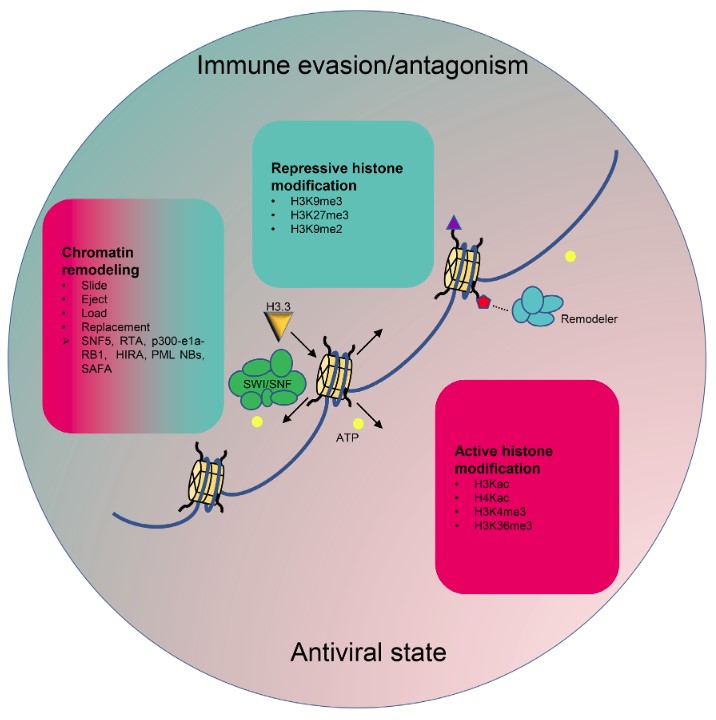 Immune evasion/antagonism
Repressive histone
modification
• H3K9me3
• H3K27me3
• H3K9me2
Chromatin
remodeling
• Slide
• Eject
• Load
• Replacement
➢ SNF5, RTA, p300-e1a-
RB1, HIRA, PML NBs,
SAFA
H3.3
SWI/SNF
ATP
Remodeler
Active histone
modification
• H3Kac
• H4Kac
• H3K4me3
• H3K36me3
Antiviral state